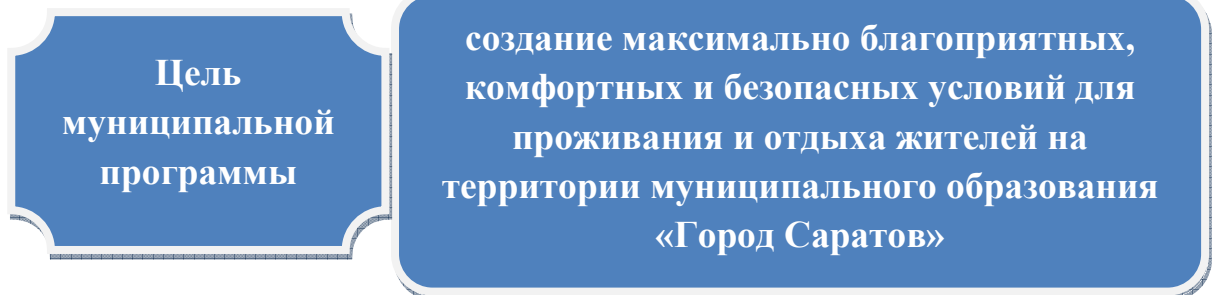 Цель
муниципальной
программы
создание максимально благоприятных,
комфортных и безопасных условий для
проживания и отдыха жителей на
территории муниципального образования
«Город Саратов»